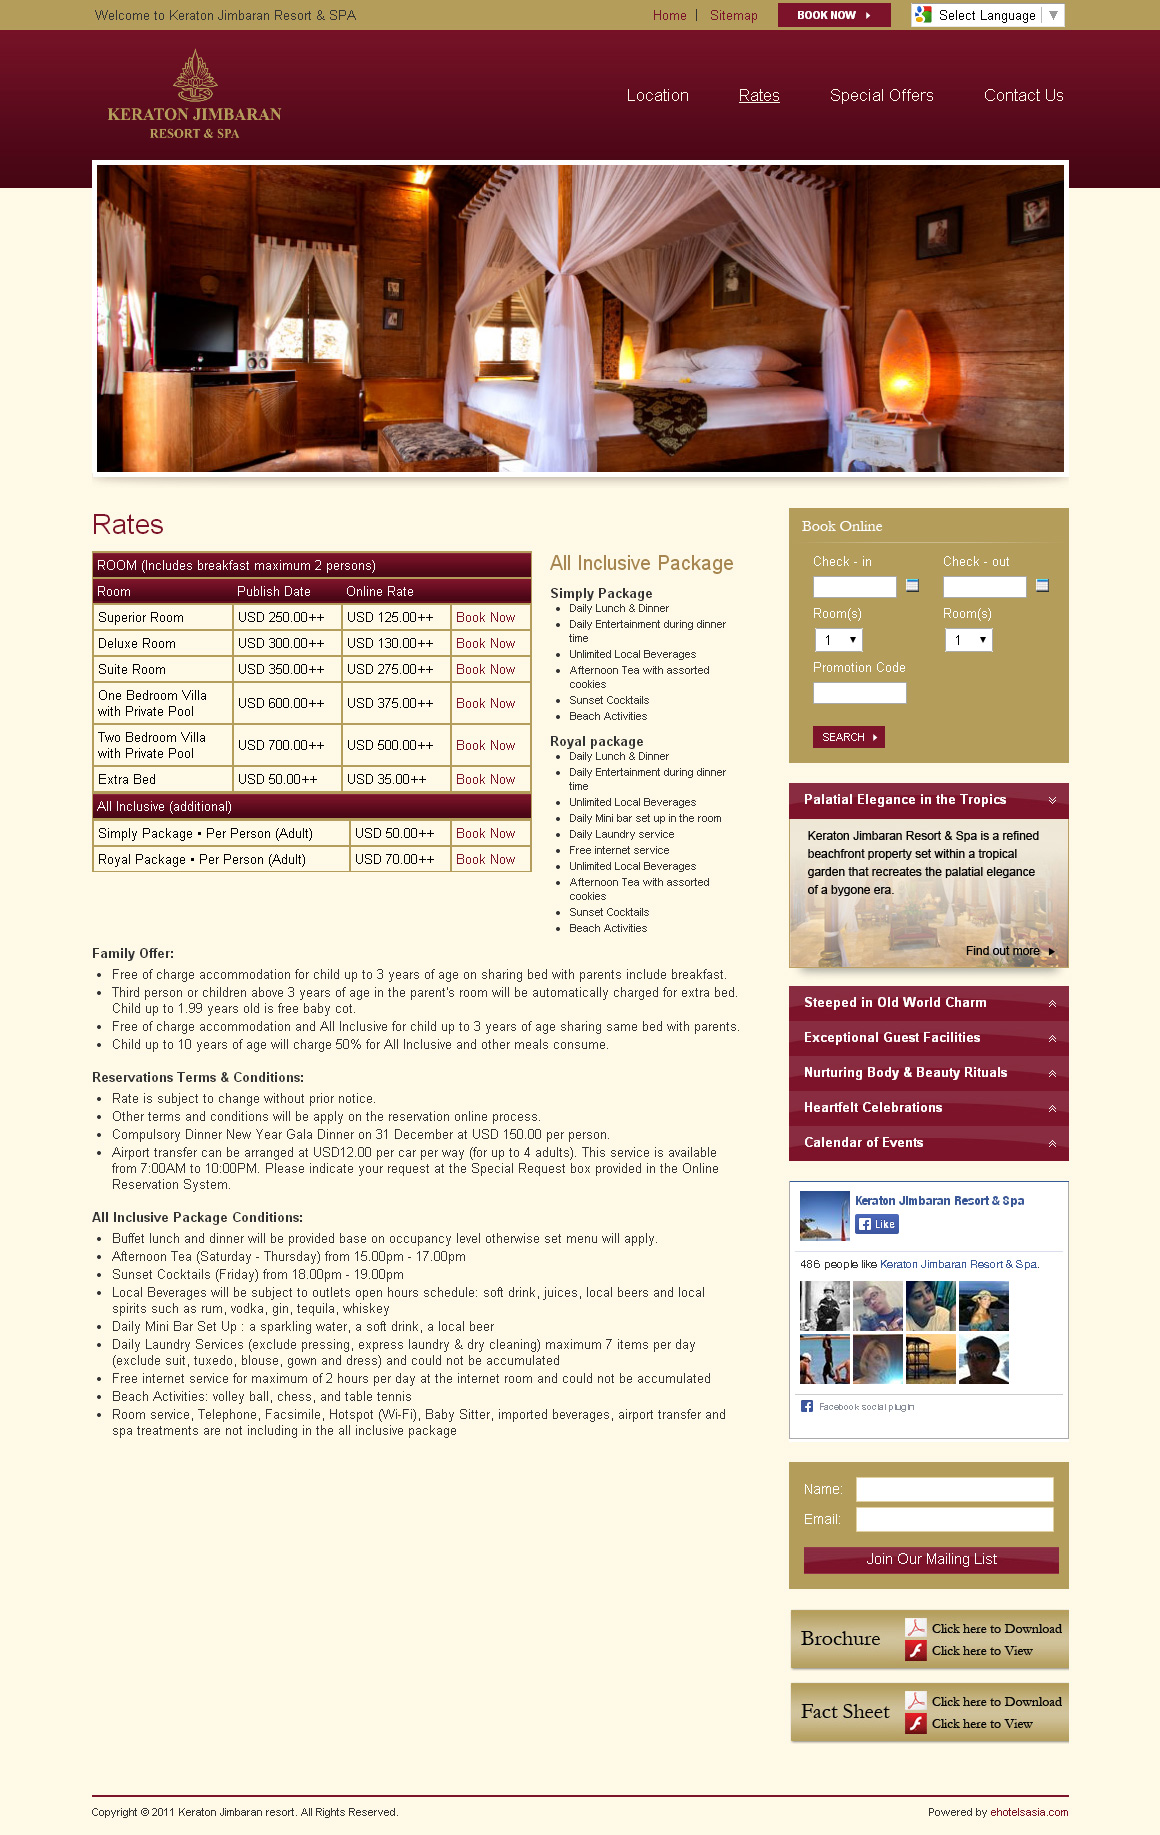 Welcome to Keraton Jimbaran Resort & SPA
Home | Sitemap
BOOK NOW
Select Language ▼
KERATON JIMBARAN
RESORT & SPA
Location
Rates
Special Offers
Contact Us
Rates
ROOM (Includes breakfast maximum 2 persons)
Room Publish Date Online Rate
Superior Room USD 250.00++ USD 125.00++ Book Now
Deluxe Room USD 300.00++ USD 130.00++ Book Now
Suite Room USD 350.00++ USD 275.00++ Book Now
One Bedroom Villa
with Private Pool USD 600.00++ USD 375.00++ Book Now
Two Bedroom Villa
with Private Pool USD 700.00++ USD 500.00++ Book Now
Extra Bed USD 50.00++ USD 35.00++ Book Now
All Inclusive (additional)
Simply Package • Per Person (Adult) USD 50.00++ Book Now
Royal Package • Per Person (Adult) USD 70.00++ Book Now
All Inclusive Package
Simply Package
• Daily Lunch & Dinner
• Daily Entertainment during dinner
time
• Unlimited Local Beverages
• Afternoon Tea with assorted
cookies
• Sunset Cocktails
• Beach Activities
Royal package
• Daily Lunch & Dinner
• Daily Entertainment during dinner
time
• Unlimited Local Beverages
• Daily Mini bar set up in the room
• Daily Laundry service
• Free internet service
• Unlimited Local Beverages
• Afternoon Tea with assorted
cookies
• Sunset Cocktails
• Beach Activities
Family Offer:
• Free of charge accommodation for child up to 3 years of age on sharing bed with parents include breakfast.
• Third person or children above 3 years of age in the parent's room will be automatically charged for extra bed.
Child up to 1.99 years old is free baby cot.
• Free of charge accommodation and All Inclusive for child up to 3 years of age sharing same bed with parents.
• Child up to 10 years of age will charge 50% for All Inclusive and other meals consume.
Reservations Terms & Conditions:
• Rate is subject to change without prior notice.
• Other terms and conditions will be apply on the reservation online process.
• Compulsory Dinner New Year Gala Dinner on 31 December at USD 150.00 per person.
• Airport transfer can be arranged at USD12.00 per car per way (for up to 4 adults). This service is available
from 7:00AM to 10:00PM. Please indicate your request at the Special Request box provided in the Online
Reservation System.
All Inclusive Package Conditions:
• Buffet lunch and dinner will be provided base on occupancy level otherwise set menu will apply.
• Afternoon Tea (Saturday - Thursday) from 15.00pm - 17.00pm
• Sunset Cocktails (Friday) from 18.00pm - 19.00pm
• Local Beverages will be subject to outlets open hours schedule: soft drink, juices, local beers and local
spirits such as rum, vodka, gin, tequila, whiskey
• Daily Mini Bar Set Up : a sparkling water, a soft drink, a local beer
• Daily Laundry Services (exclude pressing, express laundry & dry cleaning) maximum 7 items per day
(exclude suit, tuxedo, blouse, gown and dress) and could not be accumulated
• Free internet service for maximum of 2 hours per day at the internet room and could not be accumulated
• Beach Activities: volley ball, chess, and table tennis
• Room service, Telephone, Facsimile, Hotspot (Wi-Fi), Baby Sitter, imported beverages, airport transfer and
spa treatments are not including in the all inclusive package
Book Online
Check - in Check - out
Room(s) Room(s)
1 1
Promotion Code
SEARCH
Palatial Elegance in the Tropics
Keraton Jimbaran Resort & Spa is a refined
beachfront property set within a tropical
garden that recreates the palatial elegance
of a bygone era.
Find out more
Steeped in Old World Charm
Exceptional Guest Facilities
Nurturing Body & Beauty Rituals
Heartfelt Celebrations
Calendar of Events
Keraton Jimbaran Resort & Spa
Like
486 people like Keraton Jimbaran Resort & Spa.
Facebook social plugin
Name:
Email:
Join Our Mailing List
Brochure
Click here to Download
Click here to View
Fact Sheet
Click here to Download
Click here to View
Copyright © 2011 Keraton Jimbaran resort. All Rights Reserved.
Powered by ehotelsasia.com